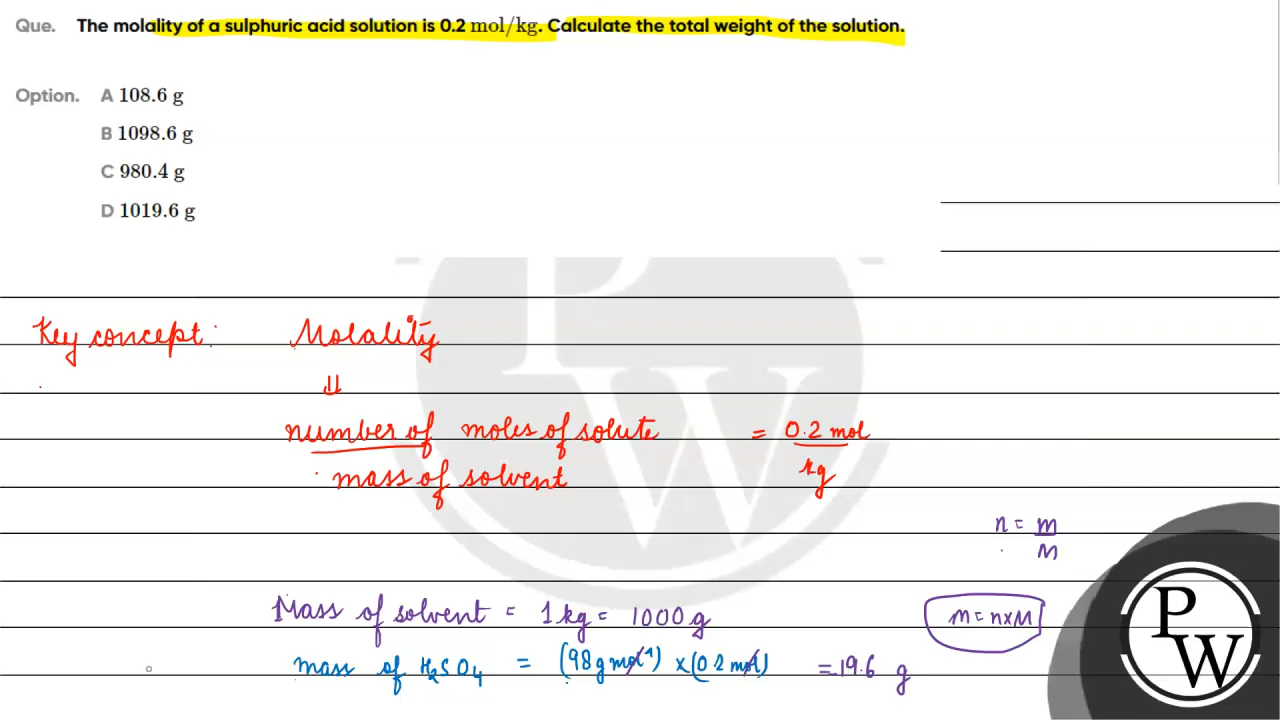 Que. The molality of a sulphuric acid solution is 0.2 mol/kg. Calculate the total weight of the solution.
Option. A 108.6 g
B 1098.6 g
C 980.4 g
D 1019.6 g
Key concept: Molality
⇓
number of moles of solute = 0.2 mol
mass of solvent kg
n = m
M
Mass of solvent = 1 kg = 1000 g
m = n×M
mass of H₂SO₄ = (98 g mol⁻¹) × (0.2 mol) = 19.6 g
P
W
PW